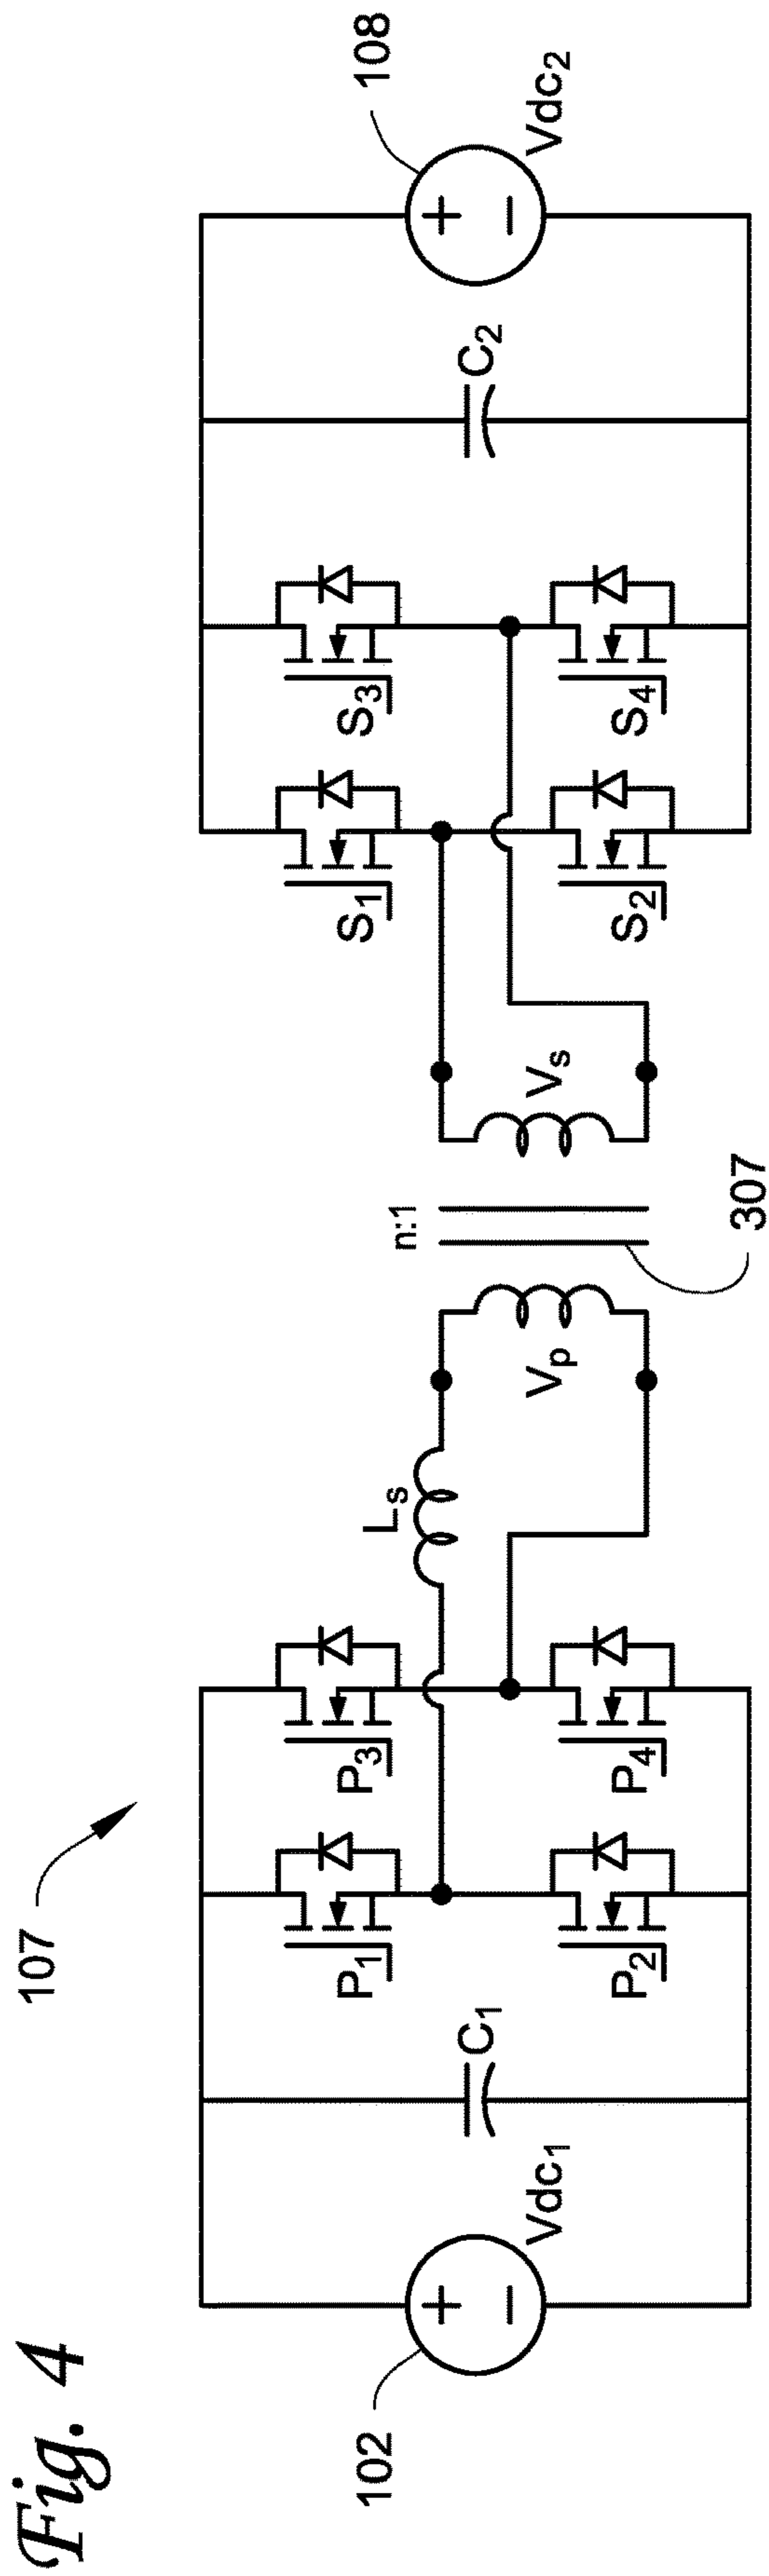 Fig. 4
107
102
Vdc1
C1
P1
P2
P3
P4
Ls
Vp
n:1
307
Vs
S1
S2
S3
S4
C2
108
Vdc2
+
−
+
−